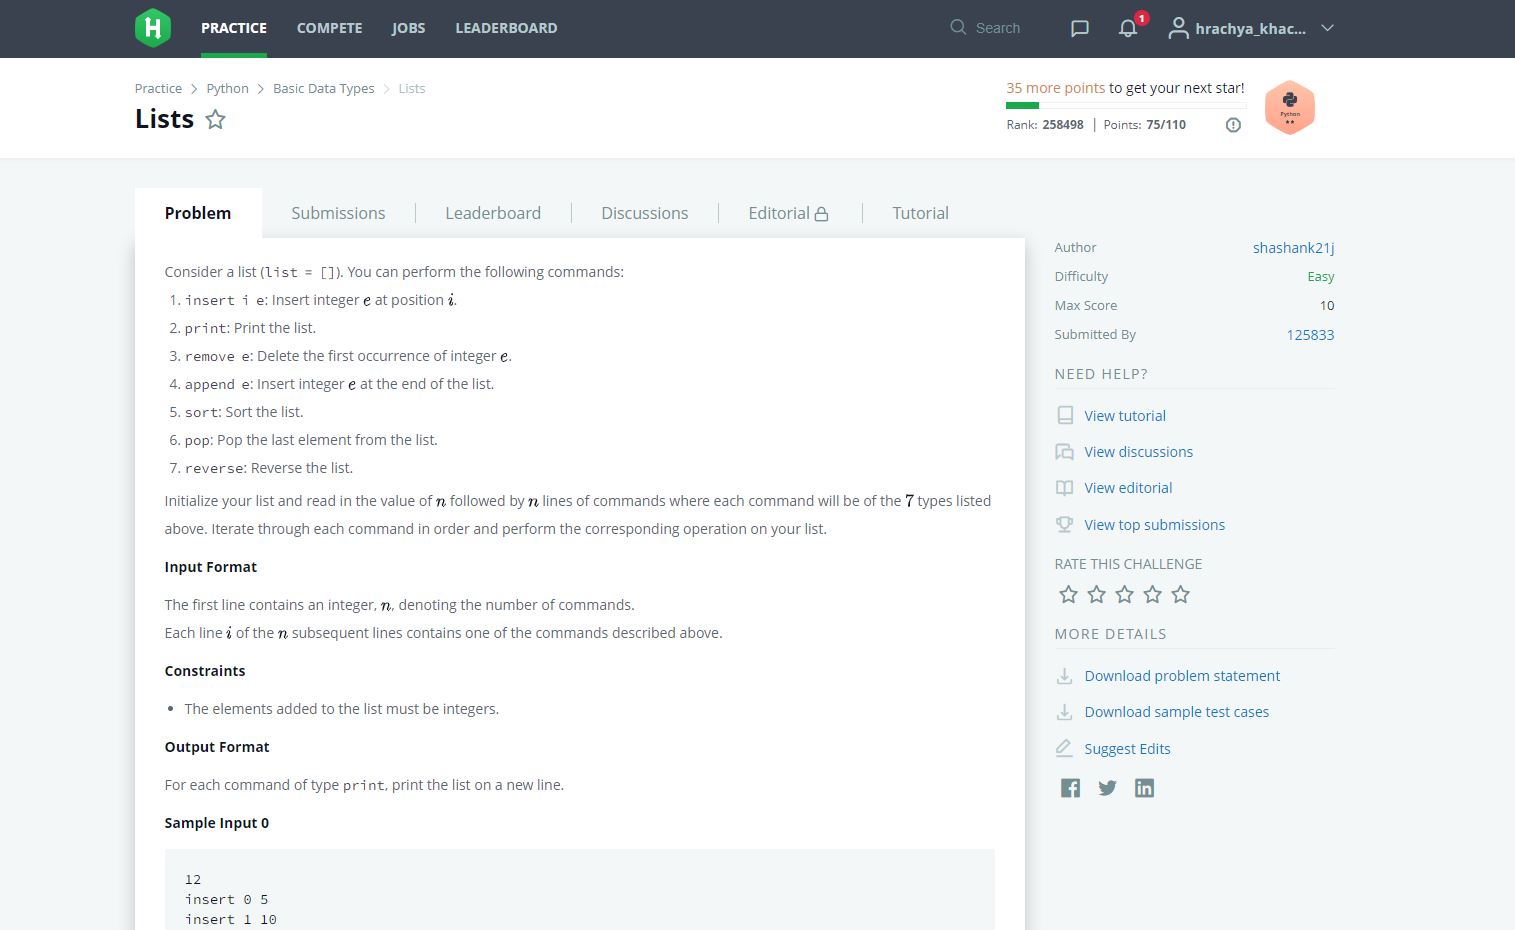 H PRACTICE COMPETE JOBS LEADERBOARD Search 1 hrachya_khac...
Practice > Python > Basic Data Types > Lists
Lists
35 more points to get your next star!
Rank: 258498 | Points: 75/110
Python
Problem Submissions Leaderboard Discussions Editorial Tutorial
Consider a list (list = []). You can perform the following commands:
1. insert i e: Insert integer e at position i.
2. print: Print the list.
3. remove e: Delete the first occurrence of integer e.
4. append e: Insert integer e at the end of the list.
5. sort: Sort the list.
6. pop: Pop the last element from the list.
7. reverse: Reverse the list.
Initialize your list and read in the value of n followed by n lines of commands where each command will be of the 7 types listed
above. Iterate through each command in order and perform the corresponding operation on your list.
Input Format
The first line contains an integer, n, denoting the number of commands.
Each line i of the n subsequent lines contains one of the commands described above.
Constraints
• The elements added to the list must be integers.
Output Format
For each command of type print, print the list on a new line.
Sample Input 0
12
insert 0 5
insert 1 10
Author shashank21j
Difficulty Easy
Max Score 10
Submitted By 125833
NEED HELP?
View tutorial
View discussions
View editorial
View top submissions
RATE THIS CHALLENGE
MORE DETAILS
Download problem statement
Download sample test cases
Suggest Edits